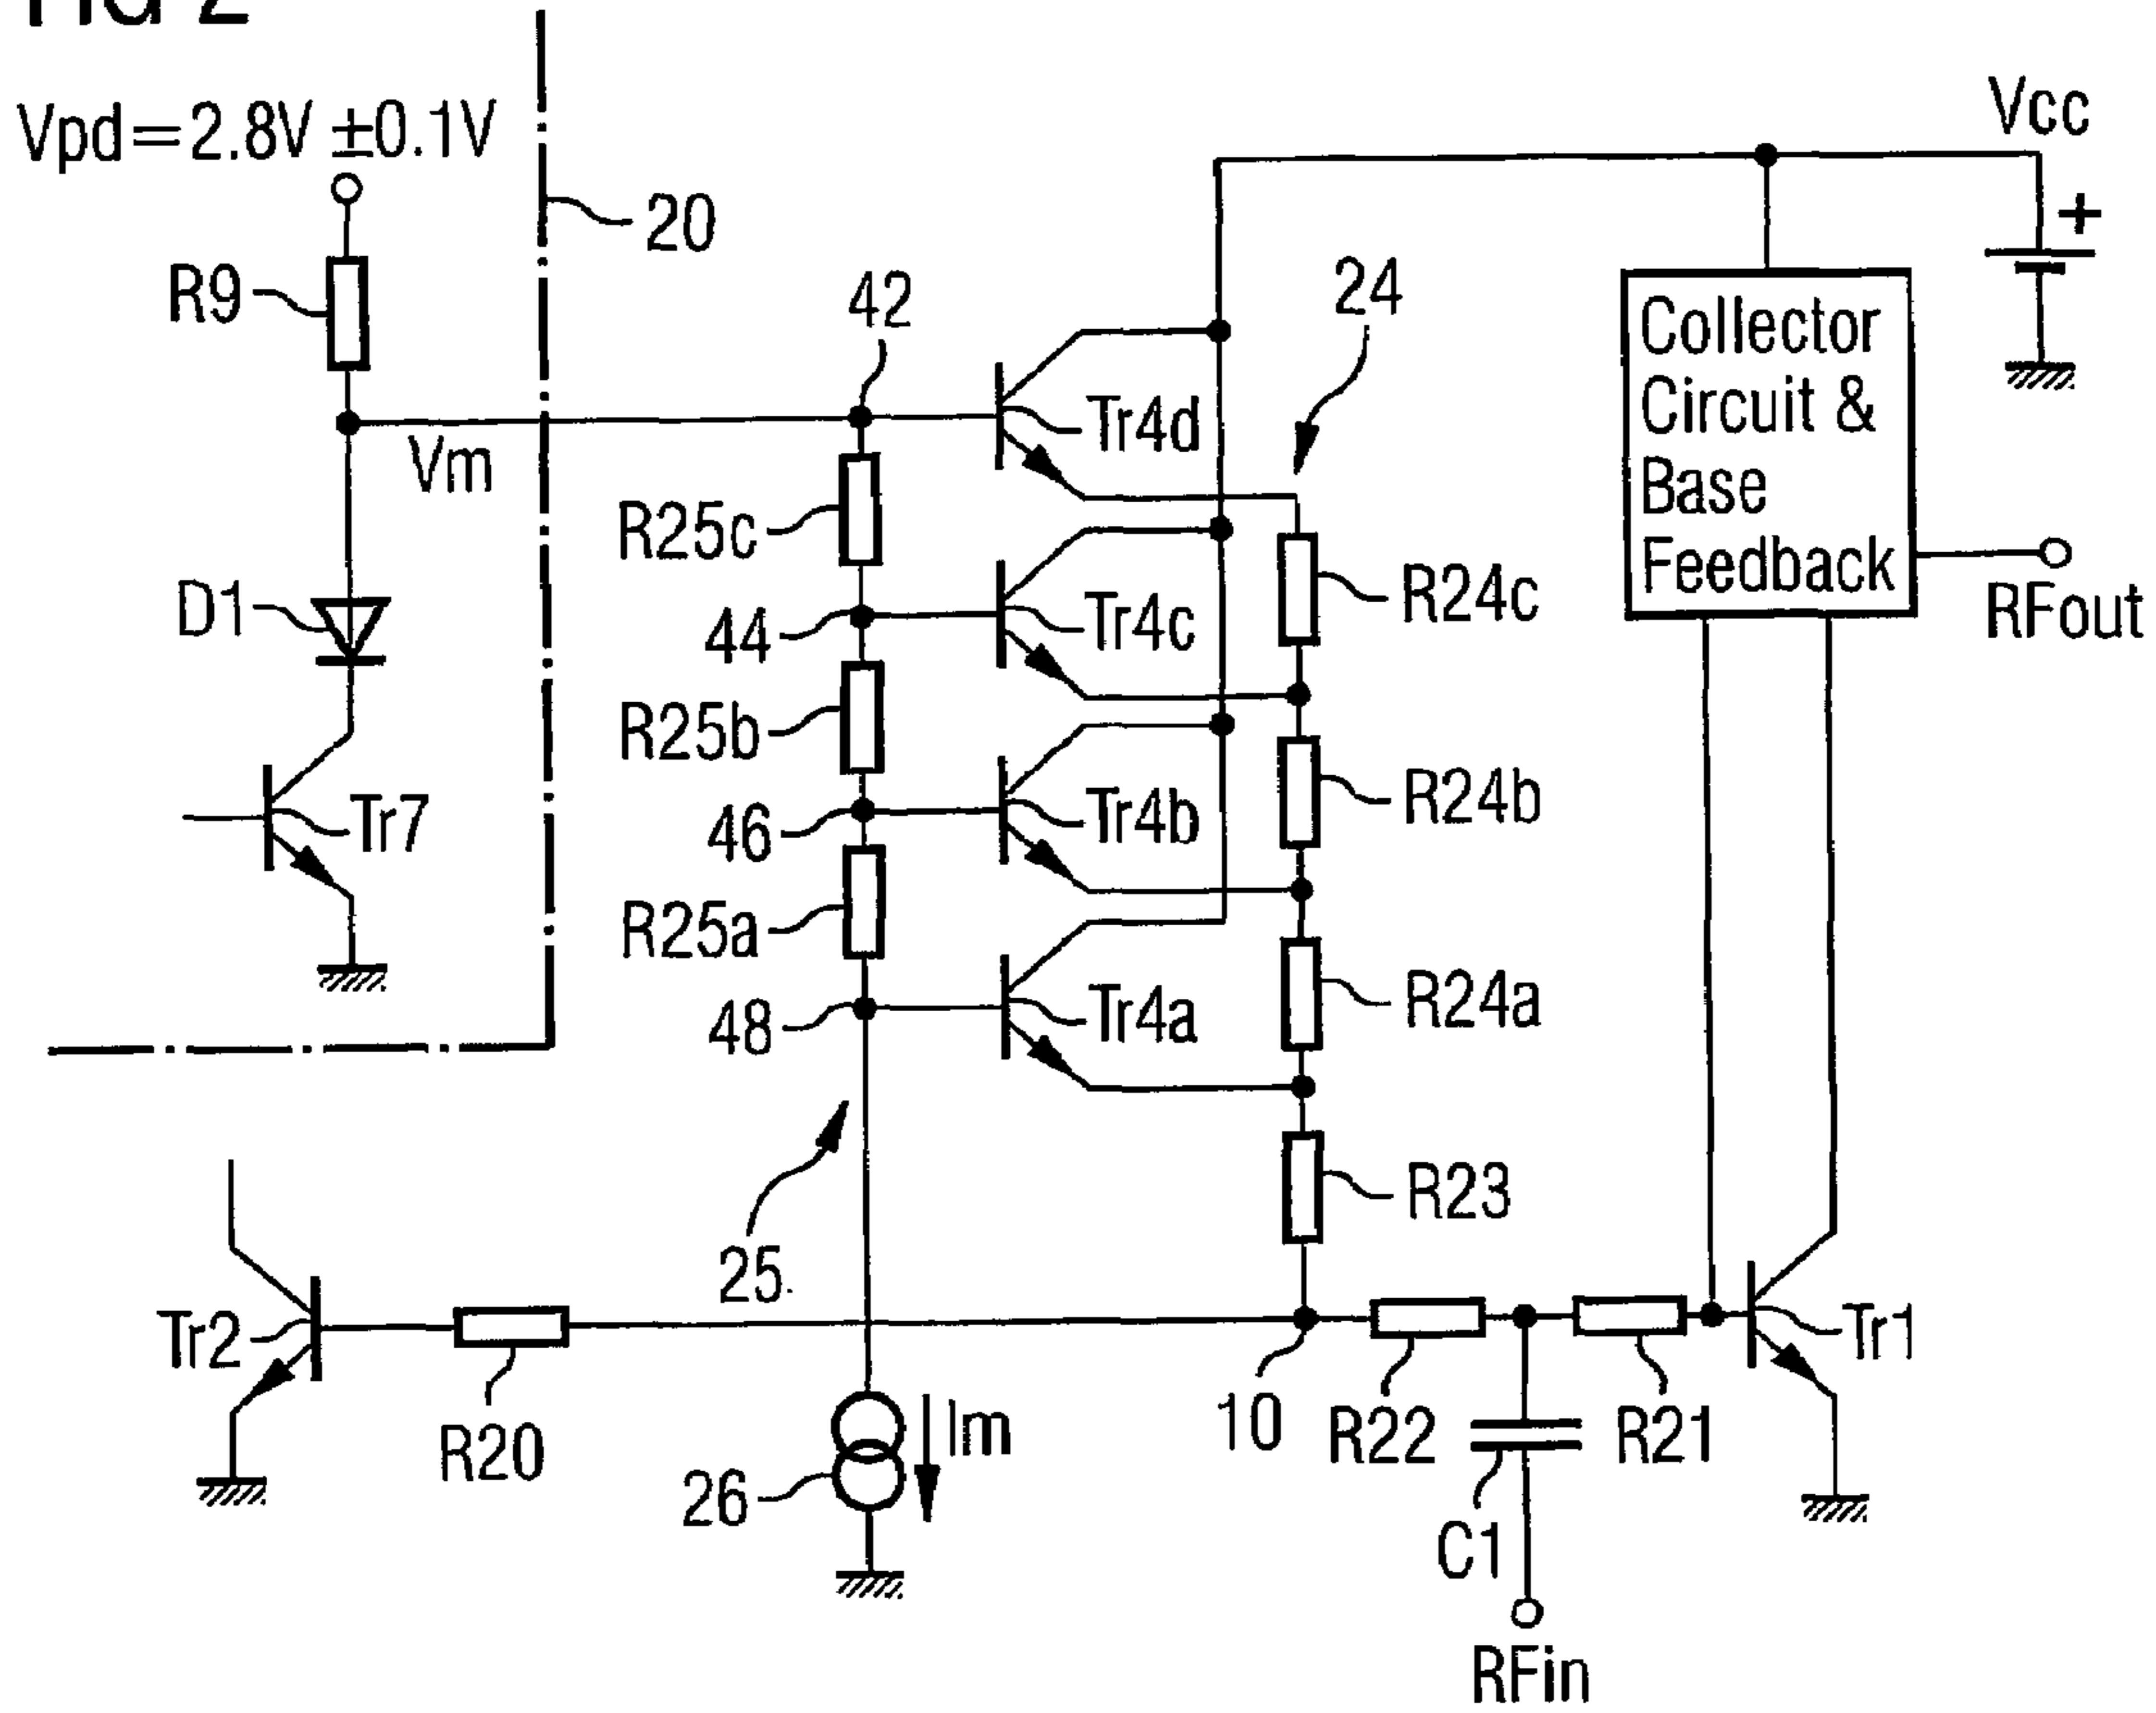 FIG 2
Vpd=2.8V ±0.1V
Vcc
20
+
R9
42
24
Collector
Circuit &
Base
Feedback
Tr4d
Vm
R25c
RFout
D1
44
Tr4c
R24c
R25b
46
Tr7
Tr4b
R24b
R25a
48
Tr4a
R24a
R23
25
Tr2
Tr1
R20
10
R22
R21
Im
26
C1
RFin